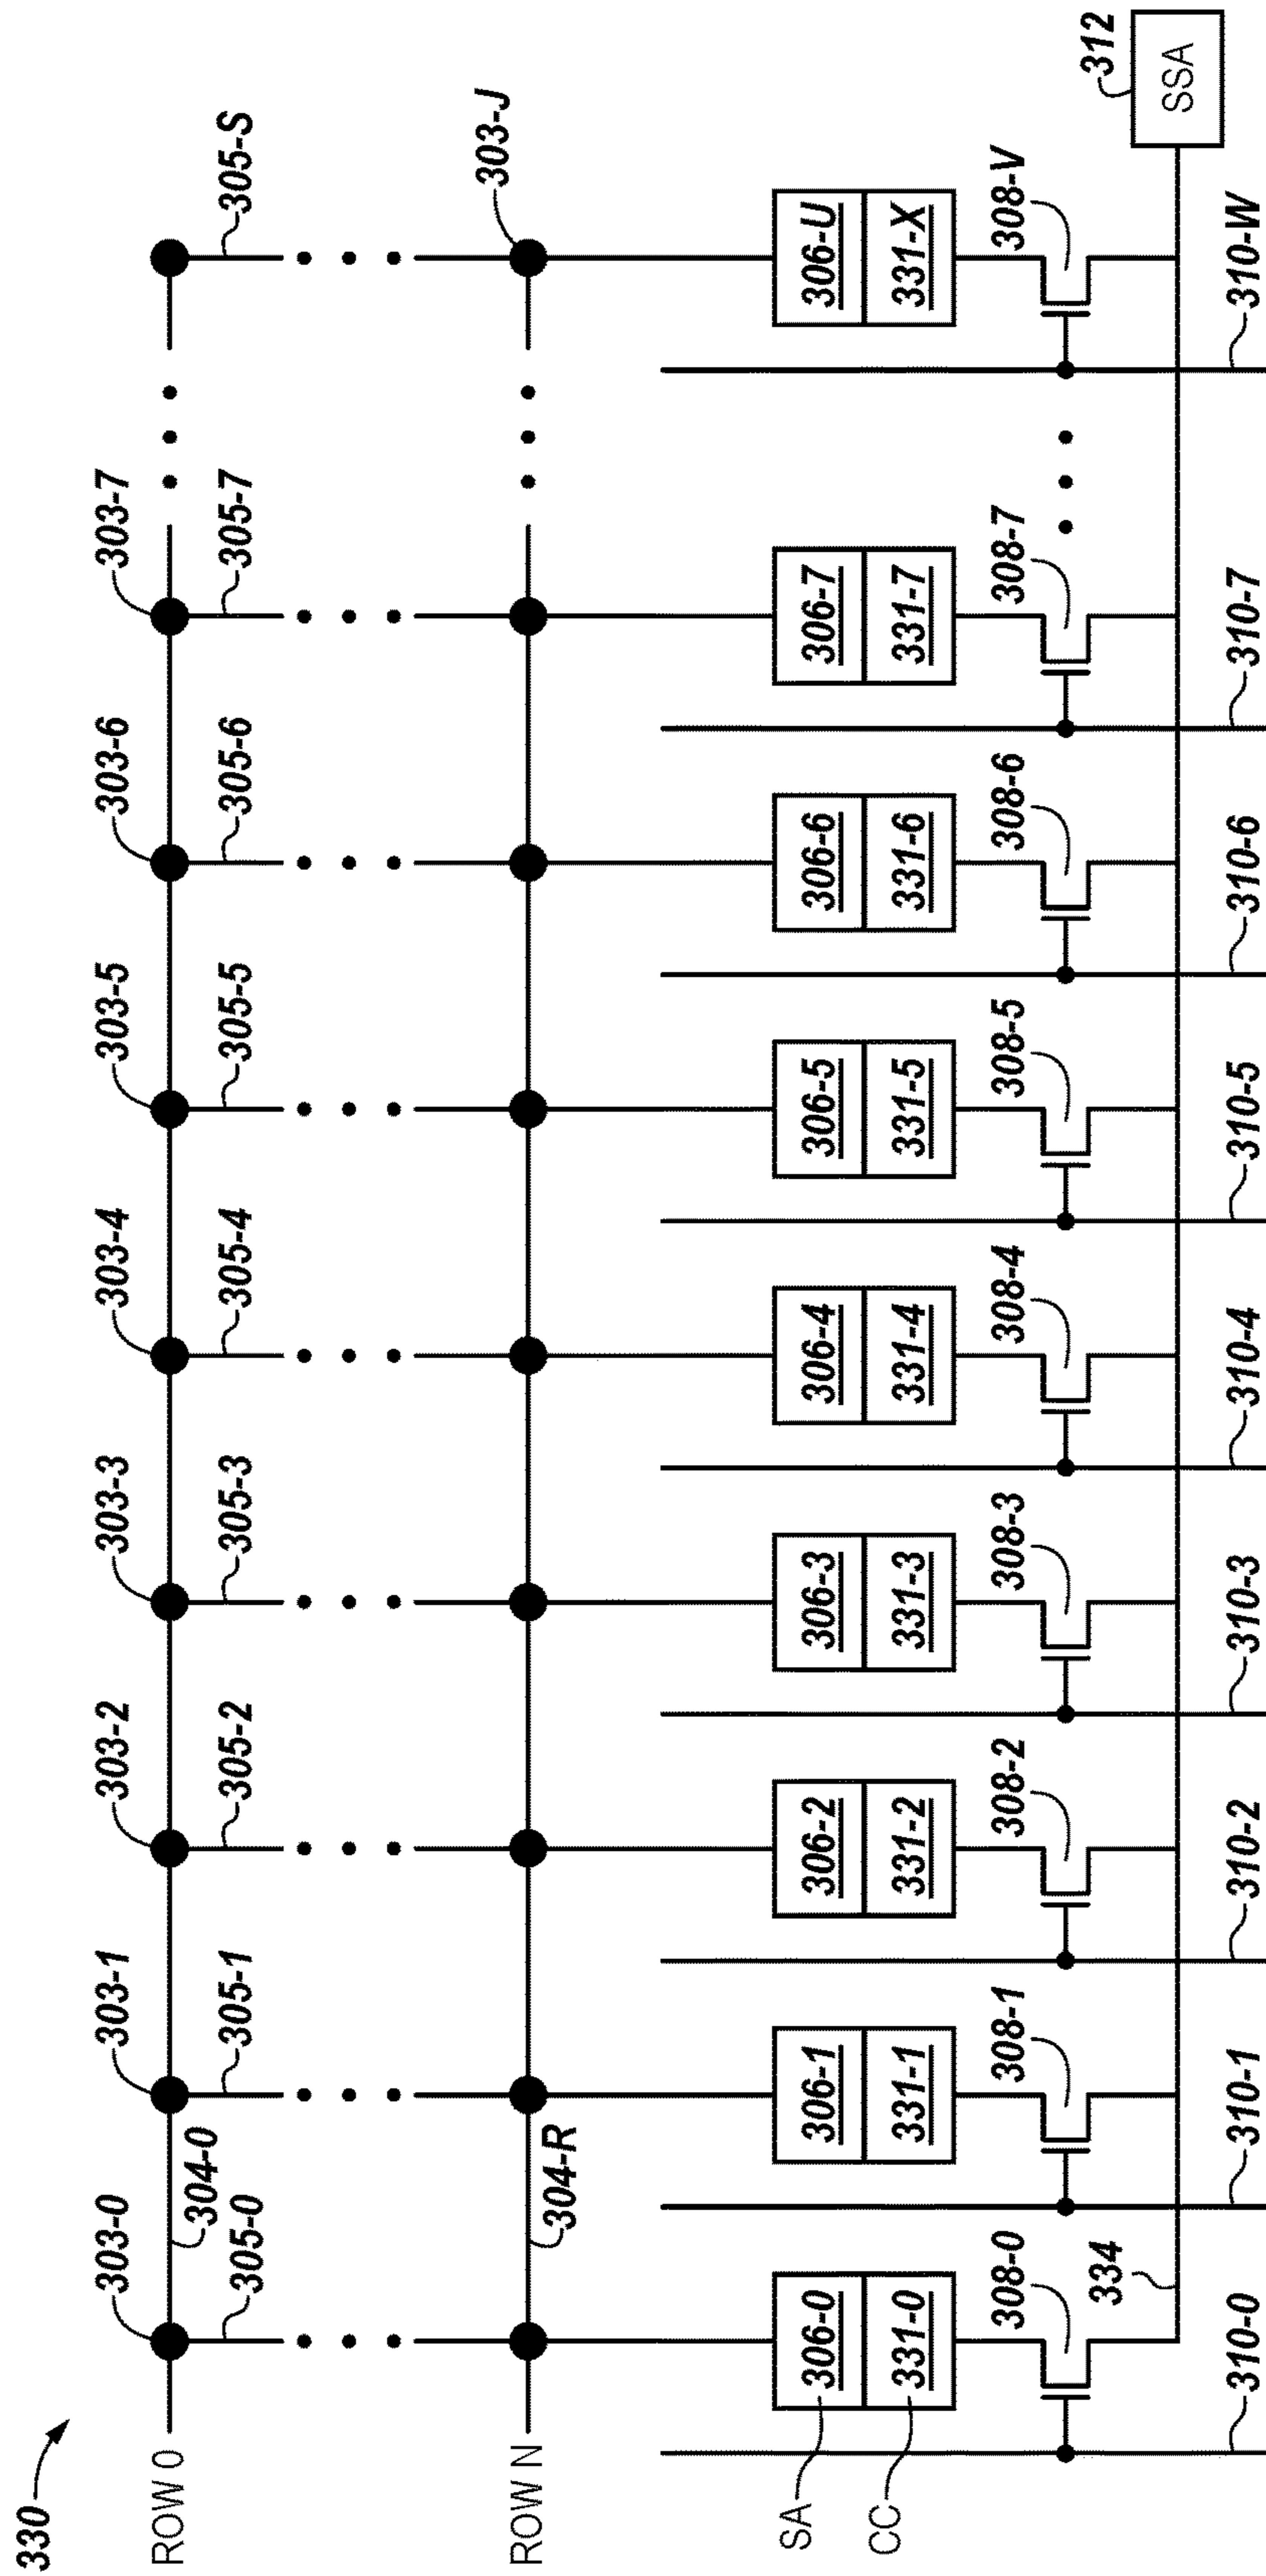 330
303-0 303-1 303-2 303-3 303-4 303-5 303-6 303-7
ROW 0
304-0
305-0 305-1 305-2 305-3 305-4 305-5 305-6 305-7 305-S
303-J
ROW N
304-R
SA
306-0 306-1 306-2 306-3 306-4 306-5 306-6 306-7 306-U
CC
331-0 331-1 331-2 331-3 331-4 331-5 331-6 331-7 331-X
308-0 308-1 308-2 308-3 308-4 308-5 308-6 308-7 308-V
334
312
SSA
310-0 310-1 310-2 310-3 310-4 310-5 310-6 310-7 310-W